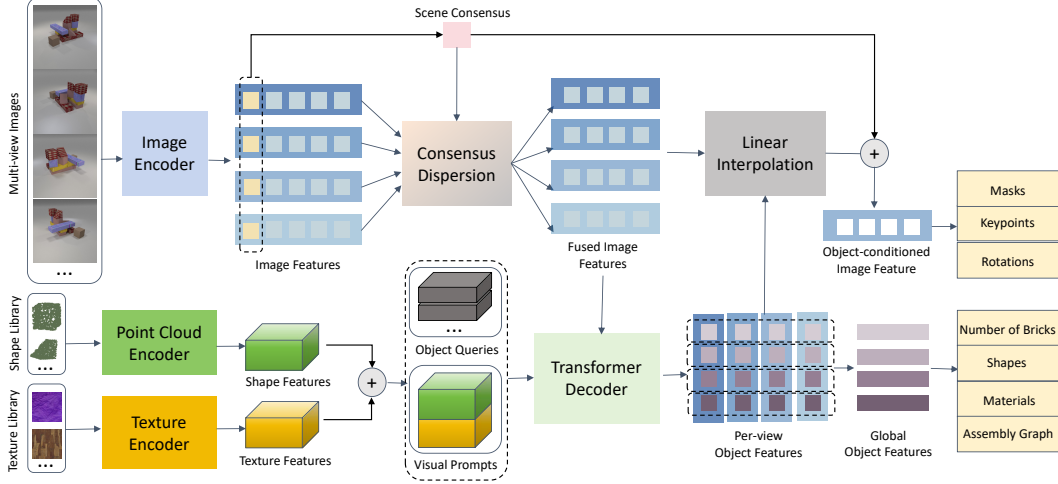 Scene Consensus
Multi-view Images
...
Image
Encoder
Image Features
Consensus
Dispersion
Fused Image
Features
Linear
Interpolation
+
Object-conditioned
Image Feature
Masks
Keypoints
Rotations
Shape Library
...
Point Cloud
Encoder
Shape Features
Texture Library
...
Texture
Encoder
Texture Features
+
...
Object Queries
Visual Prompts
Transformer
Decoder
Per-view
Object Features
Global
Object Features
Number of Bricks
Shapes
Materials
Assembly Graph